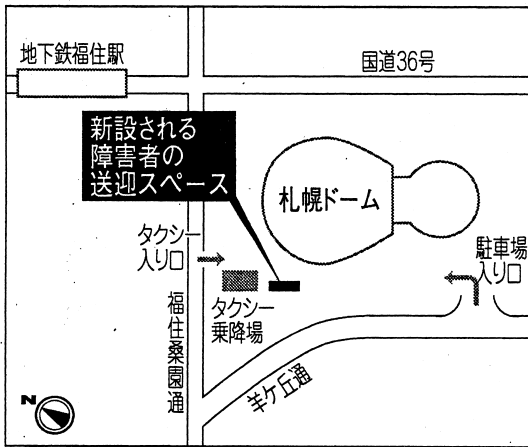 地下鉄福住駅
国道36号
新設される
障害者の
送迎スペース
札幌ドーム
タクシー
入り口
駐車場
入り口
タクシー
乗降場
福住桑園通
羊ケ丘通
N